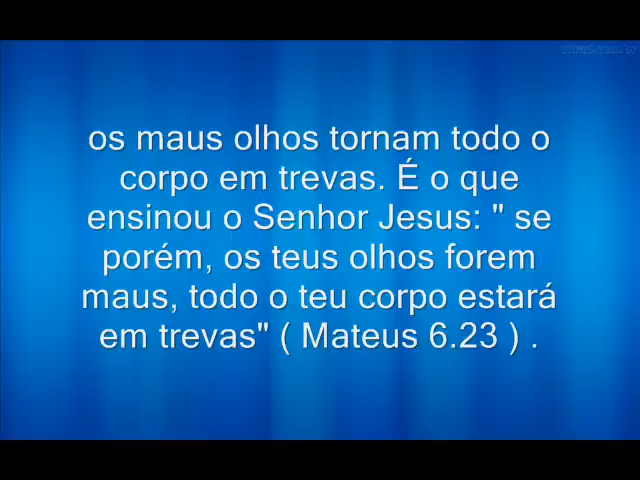 os maus olhos tornam todo o
corpo em trevas. É o que
ensinou o Senhor Jesus: " se
porém, os teus olhos forem
maus, todo o teu corpo estará
em trevas" ( Mateus 6.23 ) .